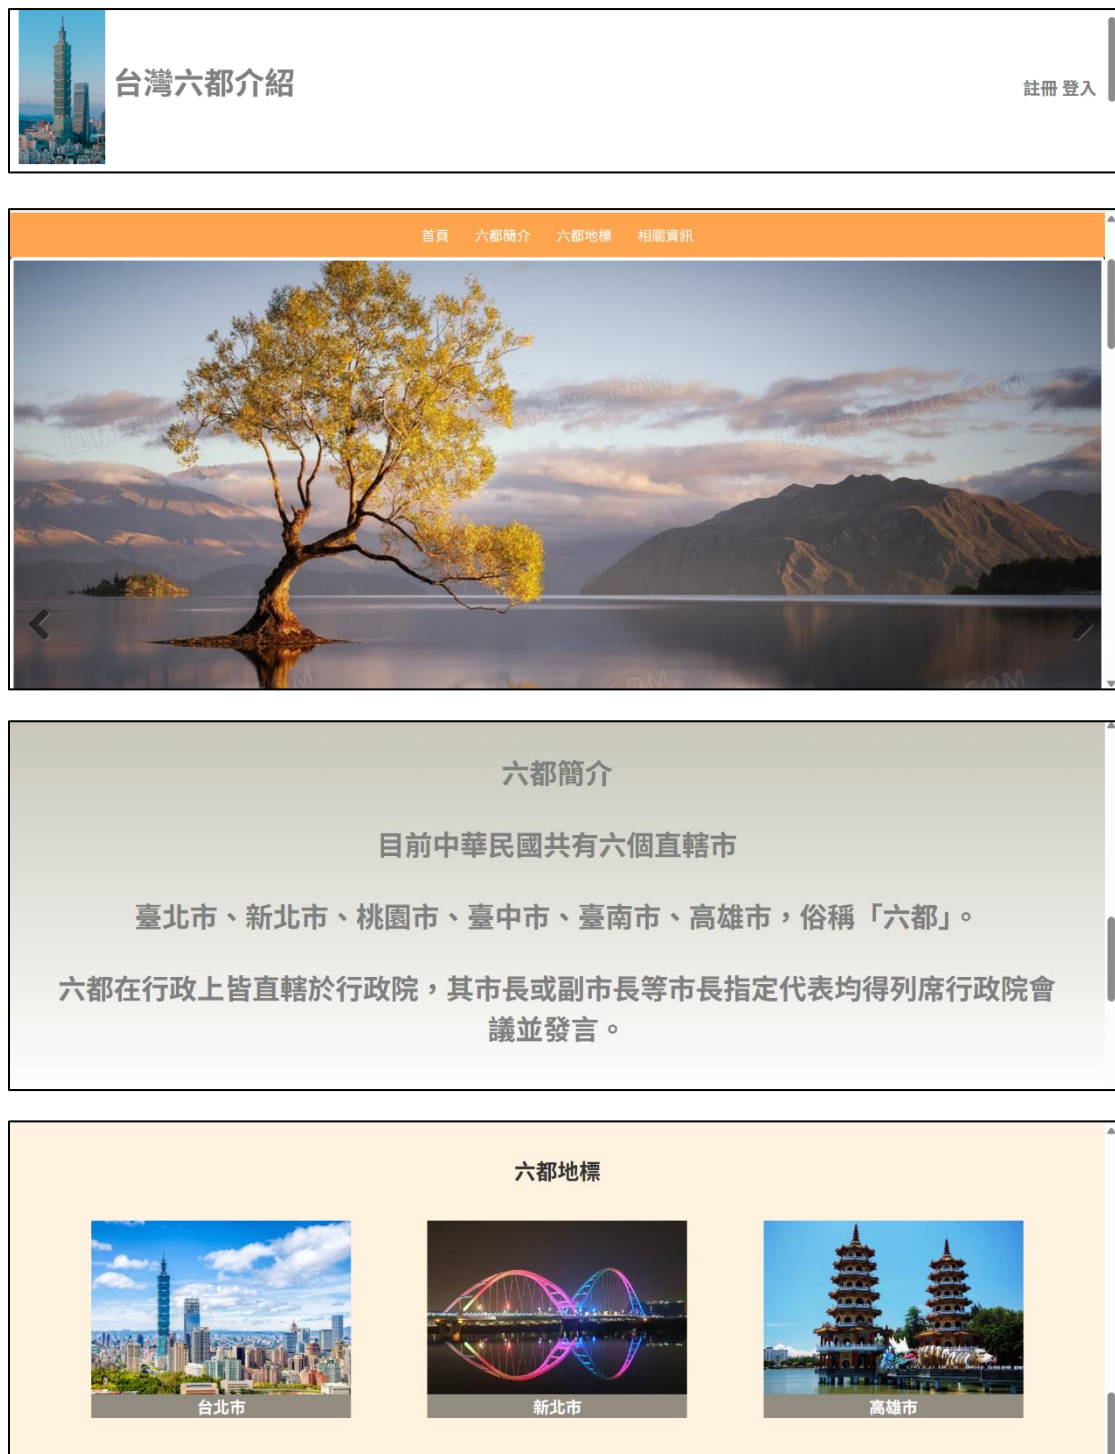 台灣六都介紹
註冊 登入
首頁 六都簡介 六都地標 相關資訊
六都簡介
目前中華民國共有六個直轄市
臺北市、新北市、桃園市、臺中市、臺南市、高雄市，俗稱「六都」。
六都在行政上皆直轄於行政院，其市長或副市長等市長指定代表均得列席行政院會
議並發言。
六都地標
台北市
新北市
高雄市